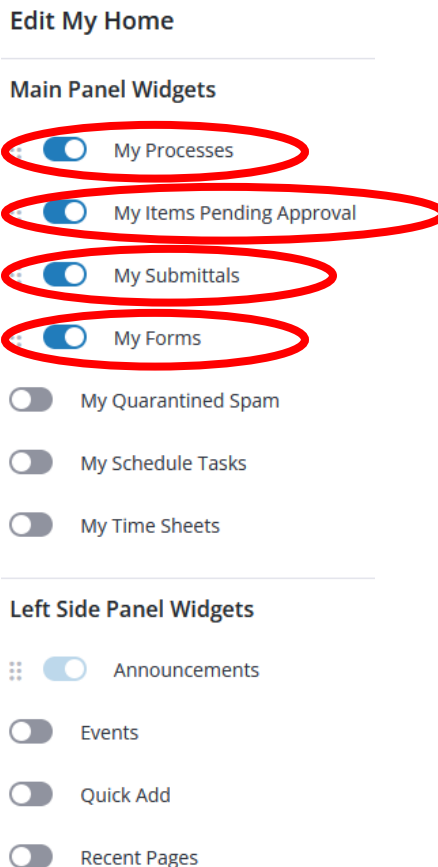 Edit My Home
Main Panel Widgets
My Processes
My Items Pending Approval
My Submittals
My Forms
My Quarantined Spam
My Schedule Tasks
My Time Sheets
Left Side Panel Widgets
Announcements
Events
Quick Add
Recent Pages